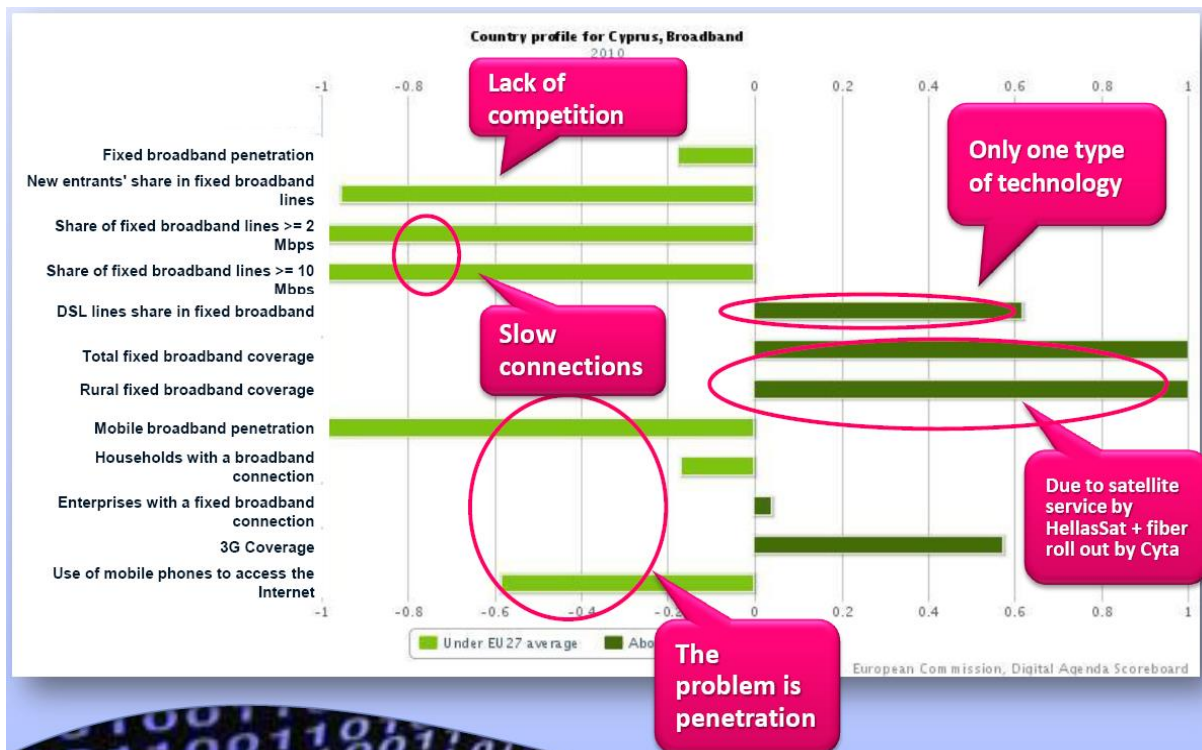 Country profile for Cyprus, Broadband
2010
-1 -0.8 0 0.2 0.4 0.6 0.8 1
Lack of
competition
Fixed broadband penetration
New entrants' share in fixed broadband
lines
Share of fixed broadband lines >= 2
Mbps
Share of fixed broadband lines >= 10
Mbps
DSL lines share in fixed broadband
Total fixed broadband coverage
Rural fixed broadband coverage
Mobile broadband penetration
Households with a broadband
connection
Enterprises with a fixed broadband
connection
3G Coverage
Use of mobile phones to access the
Internet
Only one type
of technology
Slow
connections
Due to satellite
service by
HellasSat + fiber
roll out by Cyta
-1 -0.8 -0.6 -0.4 -0.2 0 0.2 0.4 0.6 0.8 1
Under EU27 average
The
problem is
penetration
European Commission, Digital Agenda Scoreboard